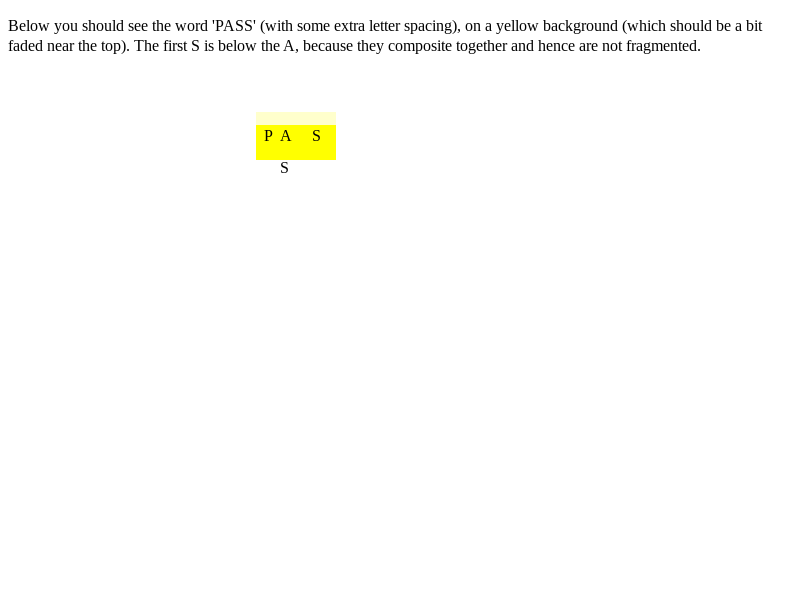 Below you should see the word 'PASS' (with some extra letter spacing), on a yellow background (which should be a bit
faded near the top). The first S is below the A, because they composite together and hence are not fragmented.
P A S
S